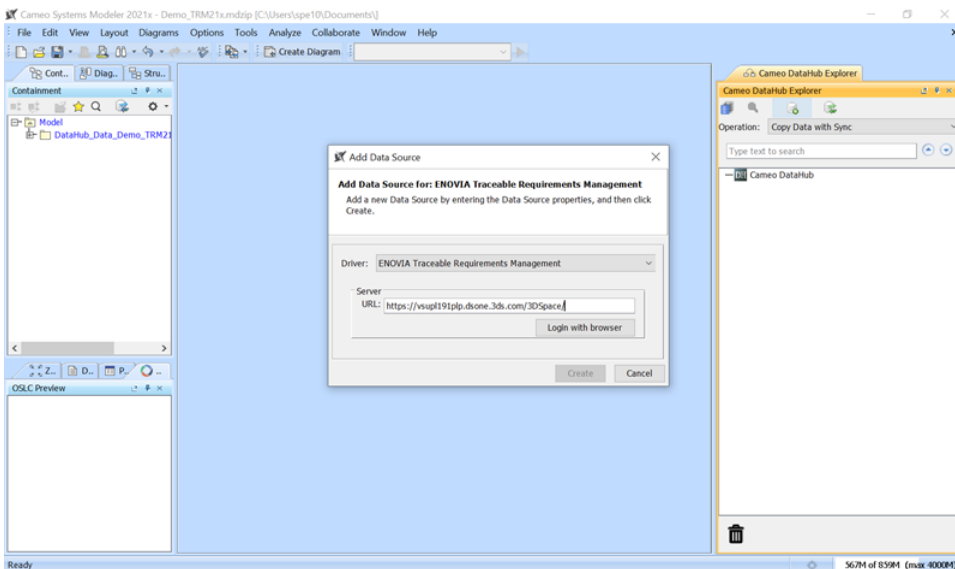 Cameo Systems Modeler 2021x - Demo_TRM21x.mdzip [C:\Users\spe10\Documents\]
File Edit View Layout Diagrams Options Tools Analyze Collaborate Window Help
Create Diagram
Cont.. Diag.. Stru..
Containment
Model
DataHub_Data_Demo_TRM21
Z.. D.. P.. ..
OSLC Preview
Add Data Source
Add Data Source for: ENOVIA Traceable Requirements Management
Add a new Data Source by entering the Data Source properties, and then click
Create.
Driver: ENOVIA Traceable Requirements Management
Server
URL: https://vsupl191plp.dsone.3ds.com/3DSpace/
Login with browser
Create Cancel
Cameo DataHub Explorer
Cameo DataHub Explorer
Operation: Copy Data with Sync
Type text to search
Cameo DataHub
Ready
567M of 859M (max 4000M)